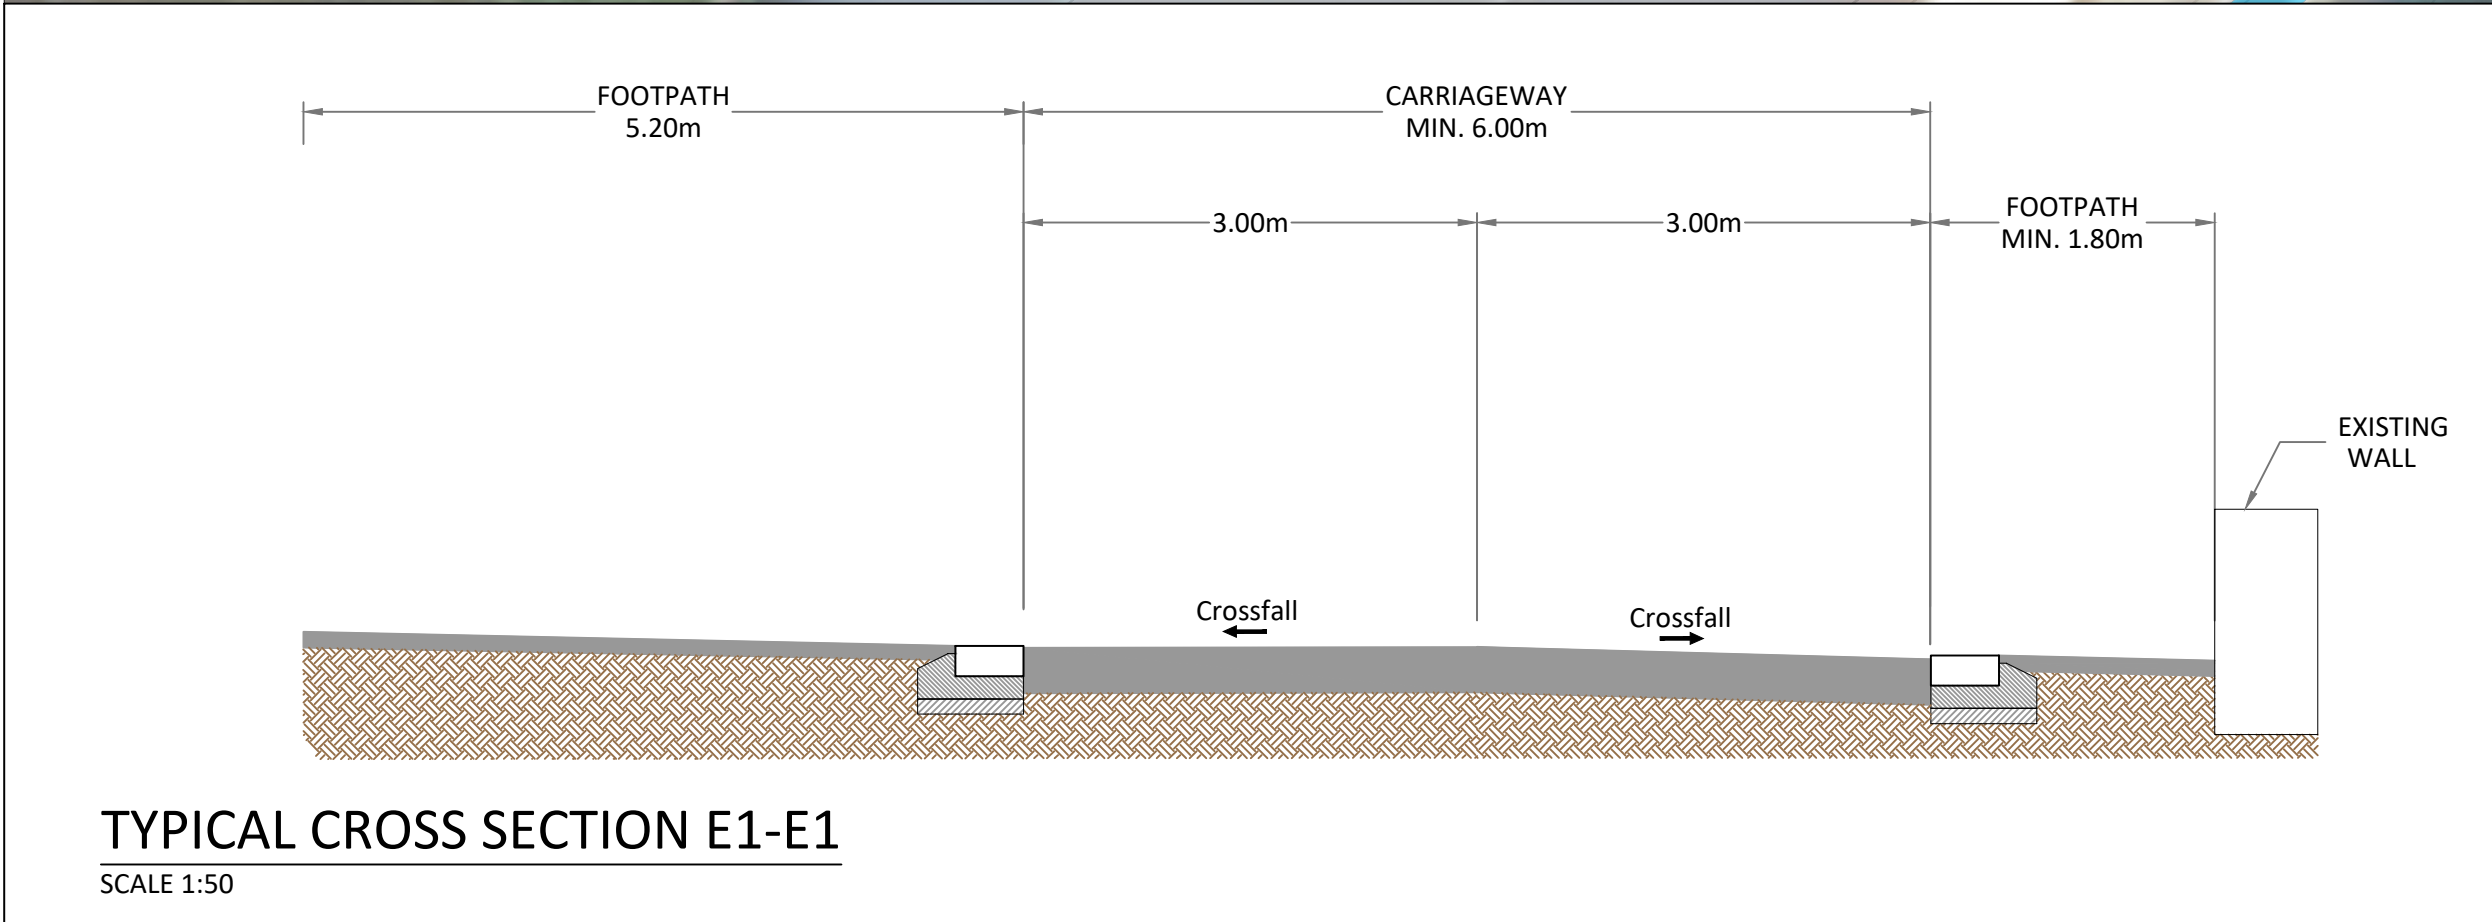 FOOTPATH
5.20m
CARRIAGEWAY
MIN. 6.00m
3.00m
3.00m
FOOTPATH
MIN. 1.80m
EXISTING
WALL
Crossfall
Crossfall
TYPICAL CROSS SECTION E1-E1
SCALE 1:50